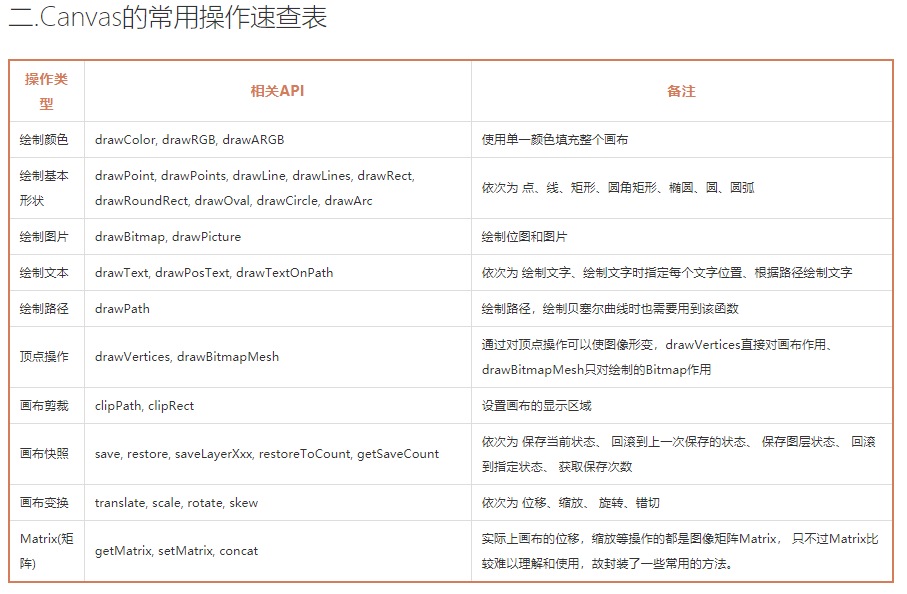 二.Canvas的常用操作速查表
操作类
型
相关API
备注
绘制颜色
drawColor, drawRGB, drawARGB
使用单一颜色填充整个画布
绘制基本
形状
drawPoint, drawPoints, drawLine, drawLines, drawRect,
drawRoundRect, drawOval, drawCircle, drawArc
依次为 点、线、矩形、圆角矩形、椭圆、圆、圆弧
绘制图片
drawBitmap, drawPicture
绘制位图和图片
绘制文本
drawText, drawPosText, drawTextOnPath
依次为 绘制文字、绘制文字时指定每个文字位置、根据路径绘制文字
绘制路径
drawPath
绘制路径，绘制贝塞尔曲线时也需要用到该函数
顶点操作
drawVertices, drawBitmapMesh
通过对顶点操作可以使图像形变，drawVertices直接对画布作用、
drawBitmapMesh只对绘制的Bitmap作用
画布剪裁
clipPath, clipRect
设置画布的显示区域
画布快照
save, restore, saveLayerXxx, restoreToCount, getSaveCount
依次为 保存当前状态、 回滚到上一次保存的状态、 保存图层状态、 回滚
到指定状态、 获取保存次数
画布变换
translate, scale, rotate, skew
依次为 位移、缩放、 旋转、错切
Matrix(矩
阵)
getMatrix, setMatrix, concat
实际上画布的位移，缩放等操作的都是图像矩阵Matrix， 只不过Matrix比
较难以理解和使用，故封装了一些常用的方法。